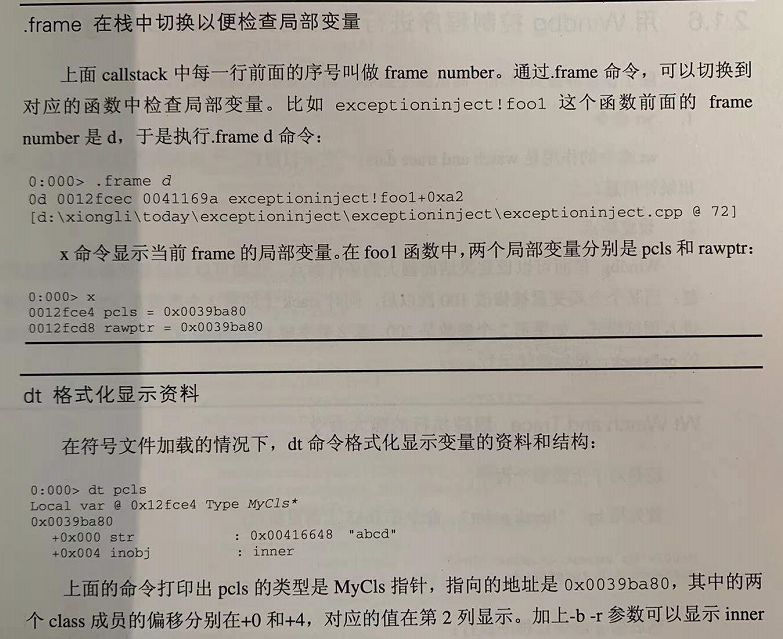 .frame 在栈中切换以便检查局部变量
上面 callstack 中每一行前面的序号叫做 frame number。通过.frame 命令，可以切换到
对应的函数中检查局部变量。比如 exceptioninject!foo1 这个函数前面的 frame
number 是 d，于是执行.frame d 命令：
0:000> .frame d
0d 0012fcec 0041169a exceptioninject!foo1+0xa2
[d:\xiongli\today\exceptioninject\exceptioninject\exceptioninject.cpp @ 72]
x 命令显示当前 frame 的局部变量。在 foo1 函数中，两个局部变量分别是 pcls 和 rawptr：
0:000> x
0012fce4 pcls = 0x0039ba80
0012fcd8 rawptr = 0x0039ba80
dt 格式化显示资料
在符号文件加载的情况下，dt 命令格式化显示变量的资料和结构：
0:000> dt pcls
Local var @ 0x12fce4 Type MyCls*
0x0039ba80
+0x000 str : 0x00416648 "abcd"
+0x004 inobj : inner
上面的命令打印出 pcls 的类型是 MyCls 指针，指向的地址是 0x0039ba80，其中的两
个 class 成员的偏移分别在+0 和+4，对应的值在第 2 列显示。加上-b -r 参数可以显示 inner